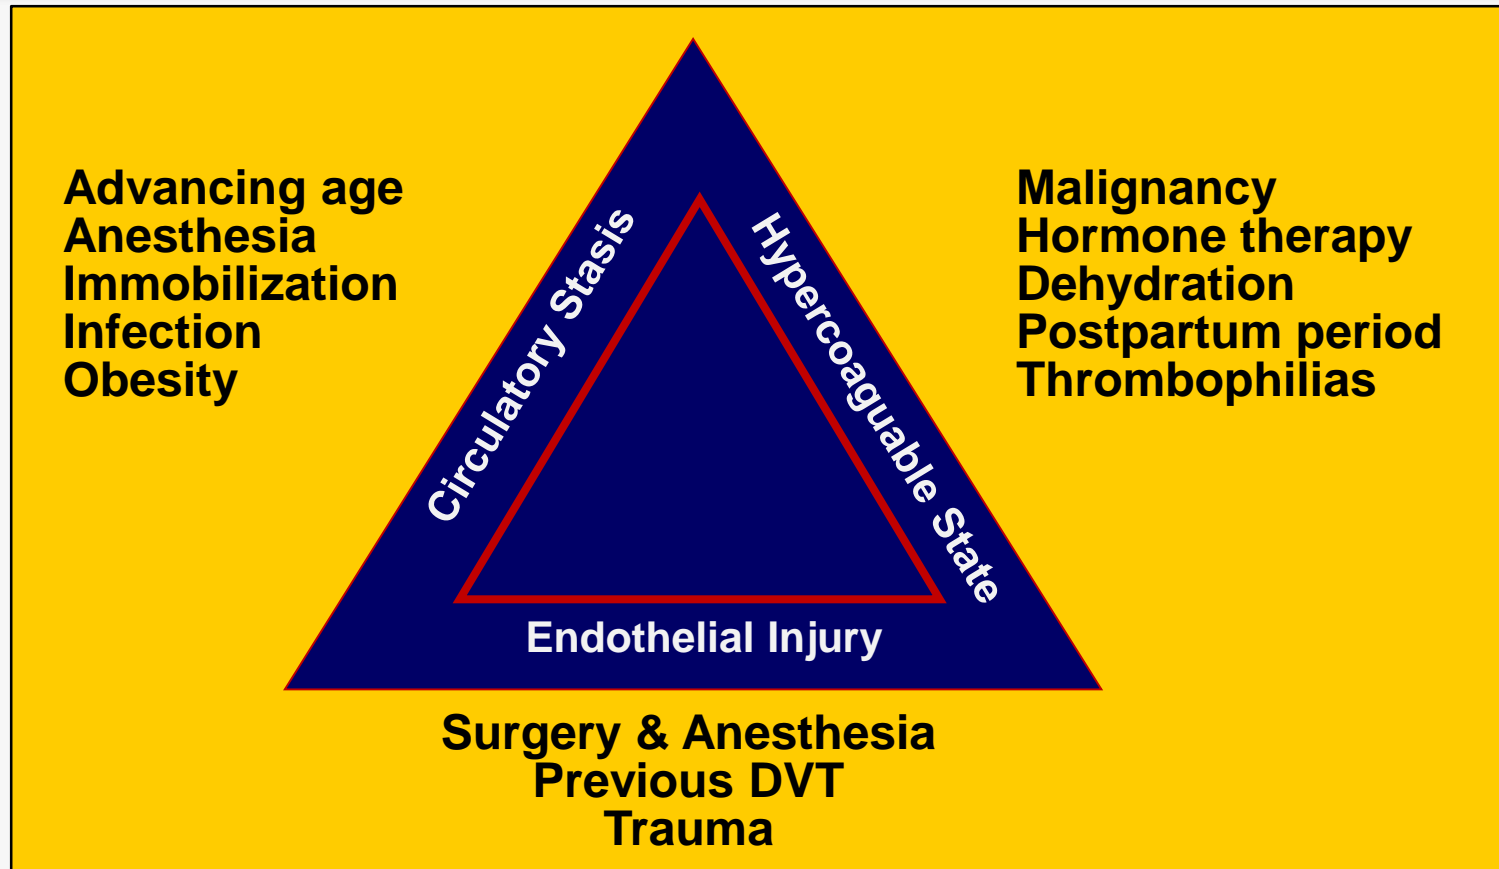 Advancing age
Anesthesia
Immobilization
Infection
Obesity
Circulatory Stasis
Hypercoaguable State
Malignancy
Hormone therapy
Dehydration
Postpartum period
Thrombophilias
Endothelial Injury
Surgery & Anesthesia
Previous DVT
Trauma